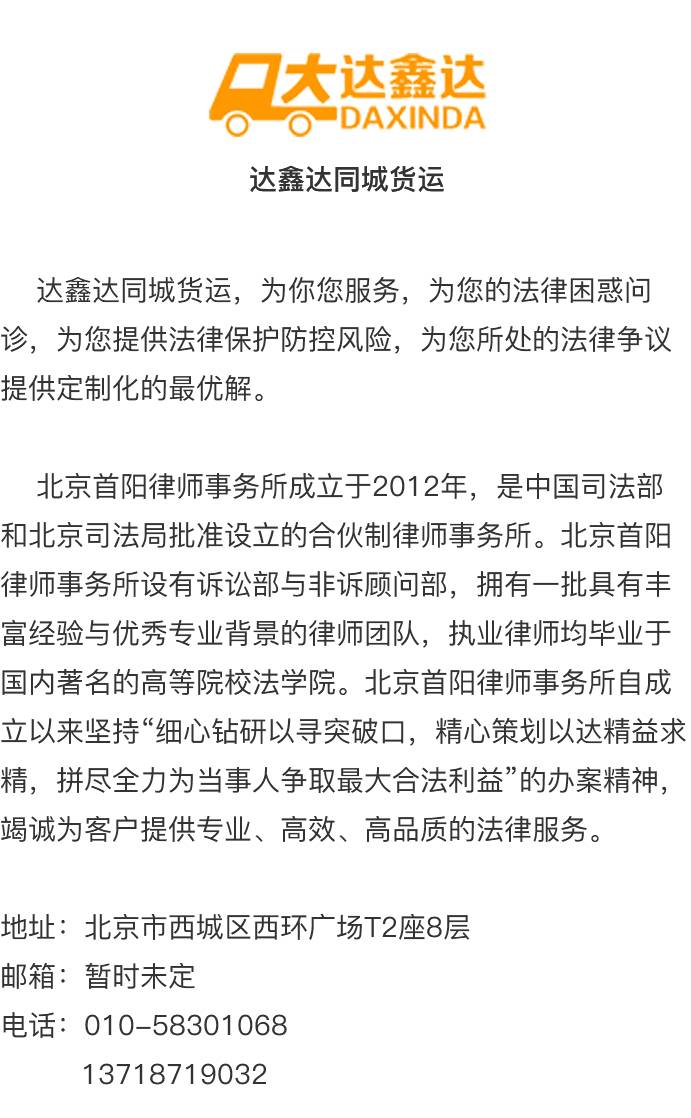 大达鑫达
DAXINDA
达鑫达同城货运
达鑫达同城货运，为你您服务，为您的法律困惑问
诊，为您提供法律保护防控风险，为您所处的法律争议
提供定制化的最优解。
北京首阳律师事务所成立于2012年，是中国司法部
和北京司法局批准设立的合伙制律师事务所。北京首阳
律师事务所设有诉讼部与非诉顾问部，拥有一批具有丰
富经验与优秀专业背景的律师团队，执业律师均毕业于
国内著名的高等院校法学院。北京首阳律师事务所自成
立以来坚持“细心钻研以寻突破口，精心策划以达精益求
精，拼尽全力为当事人争取最大合法利益”的办案精神，
竭诚为客户提供专业、高效、高品质的法律服务。
地址：北京市西城区西环广场T2座8层
邮箱：暂时未定
电话：010-58301068
13718719032